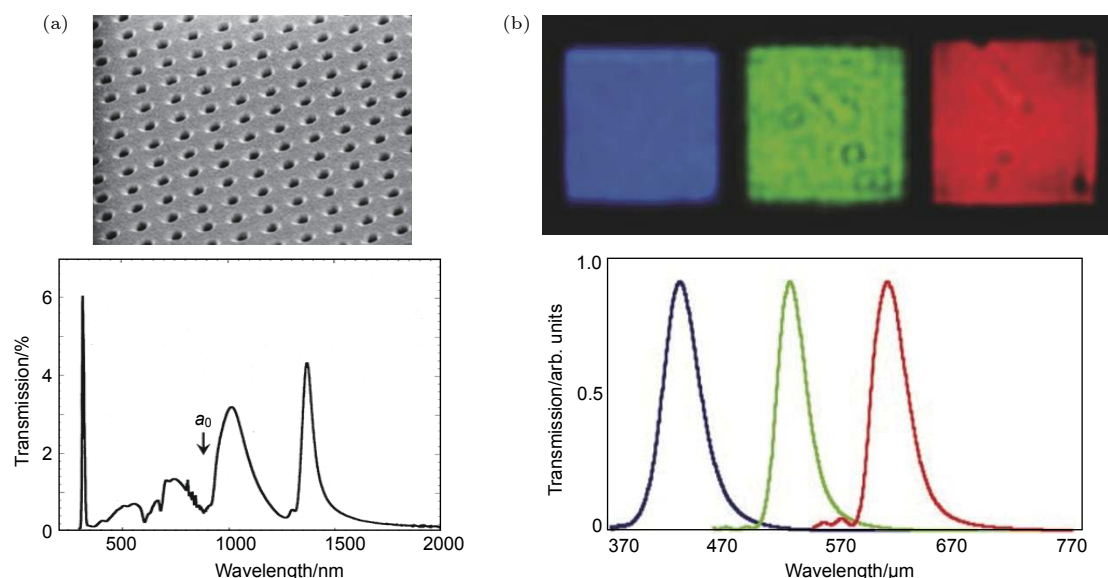 (a)
(b)
Transmission/%
6
4
2
0
a0
500
1000
1500
2000
Wavelength/nm
Transmission/arb. units
1.0
0.5
0
370
470
570
670
770
Wavelength/μm